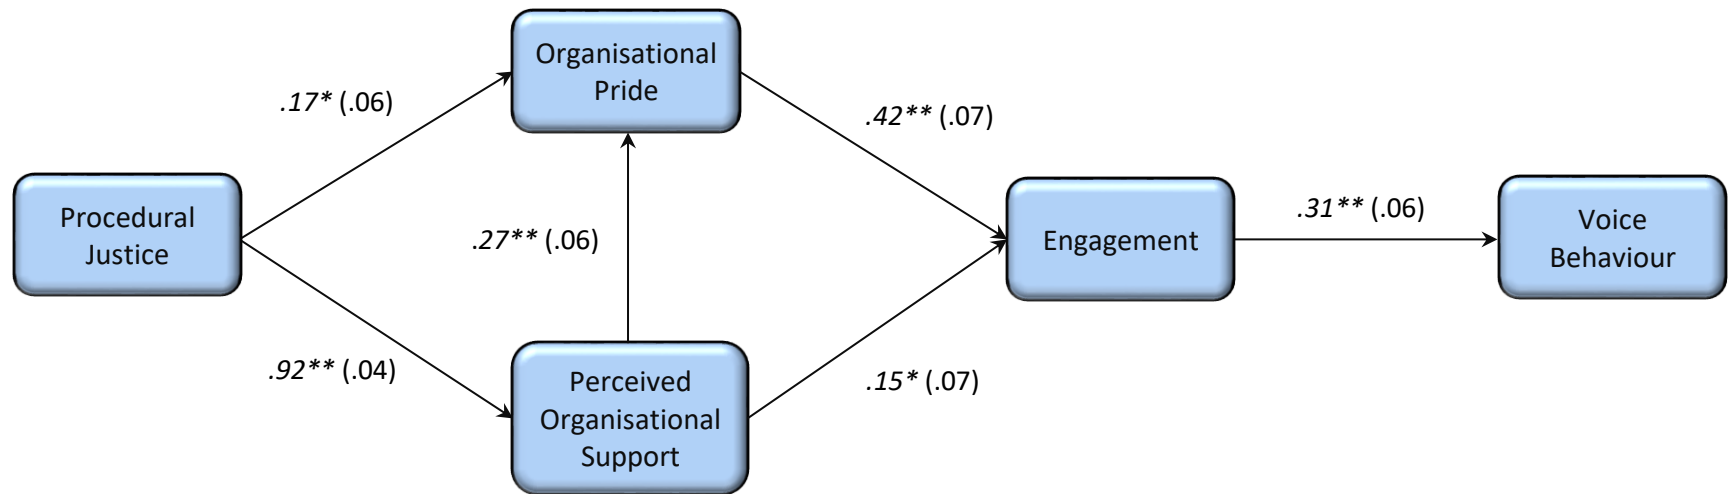 Organisational
Pride
.17* (.06)
.42** (.07)
Procedural
Justice
.27** (.06)
Engagement
.31** (.06)
Voice
Behaviour
.92** (.04)
Perceived
Organisational
Support
.15* (.07)